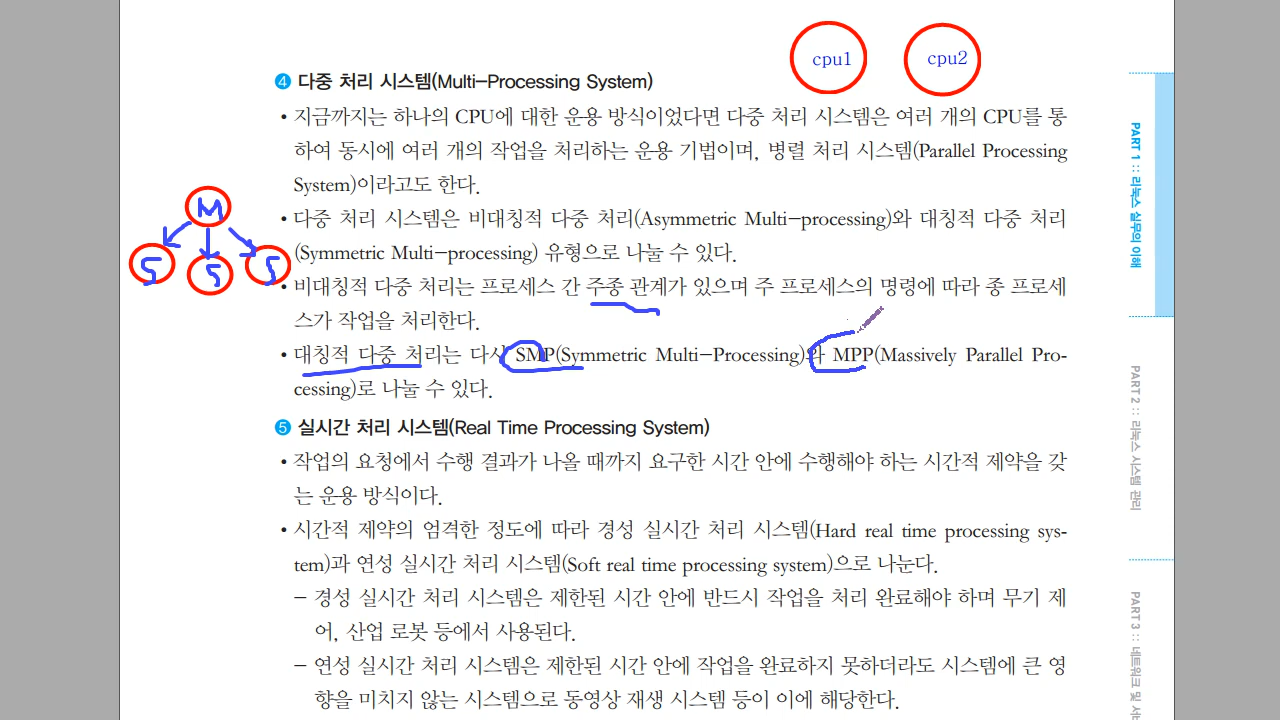 cpu1
cpu2
❹ 다중 처리 시스템(Multi-Processing System)
• 지금까지는 하나의 CPU에 대한 운용 방식이었다면 다중 처리 시스템은 여러 개의 CPU를 통
하여 동시에 여러 개의 작업을 처리하는 운용 기법이며, 병렬 처리 시스템(Parallel Processing
System)이라고도 한다.
M
S
S
S
• 다중 처리 시스템은 비대칭적 다중 처리(Asymmetric Multi-processing)와 대칭적 다중 처리
(Symmetric Multi-processing) 유형으로 나눌 수 있다.
• 비대칭적 다중 처리는 프로세스 간 주종 관계가 있으며 주 프로세스의 명령에 따라 종 프로세
스가 작업을 처리한다.
• 대칭적 다중 처리는 다시 SMP(Symmetric Multi-Processing)와 MPP(Massively Parallel Pro-
cessing)로 나눌 수 있다.
❺ 실시간 처리 시스템(Real Time Processing System)
• 작업의 요청에서 수행 결과가 나올 때까지 요구한 시간 안에 수행해야 하는 시간적 제약을 갖
는 운용 방식이다.
• 시간적 제약의 엄격한 정도에 따라 경성 실시간 처리 시스템(Hard real time processing sys-
tem)과 연성 실시간 처리 시스템(Soft real time processing system)으로 나눈다.
- 경성 실시간 처리 시스템은 제한된 시간 안에 반드시 작업을 처리 완료해야 하며 무기 제
어, 산업 로봇 등에서 사용된다.
- 연성 실시간 처리 시스템은 제한된 시간 안에 작업을 완료하지 못하더라도 시스템에 큰 영
향을 미치지 않는 시스템으로 동영상 재생 시스템 등이 이에 해당한다.
PART 1 :: 리눅스 실무의 이해
PART 2 :: 리눅스 시스템 관리
PART 3 :: 네트워크 및 서비